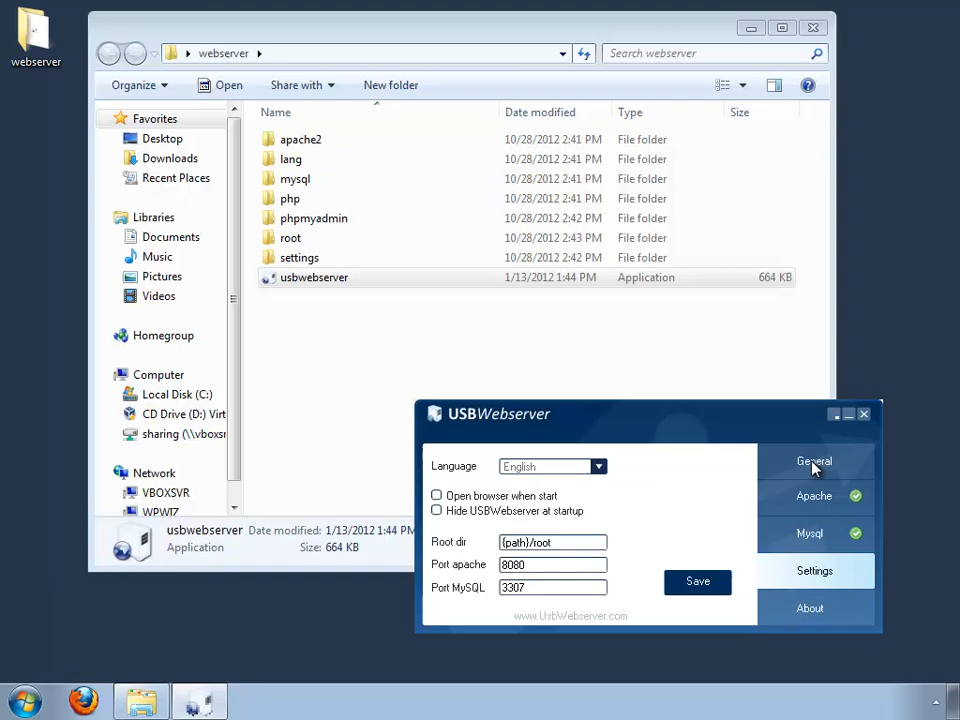 webserver
webserver
Search webserver
Organize
Open
Share with
New folder
Name
Date modified
Type
Size
Favorites
Desktop
Downloads
Recent Places
Libraries
Documents
Music
Pictures
Videos
Homegroup
Computer
Local Disk (C:)
CD Drive (D:) Virt
sharing (\\vboxsr
Network
VBOXSVR
WPWIZ
apache2 10/28/2012 2:41 PM File folder
lang 10/28/2012 2:41 PM File folder
mysql 10/28/2012 2:41 PM File folder
php 10/28/2012 2:41 PM File folder
phpmyadmin 10/28/2012 2:42 PM File folder
root 10/28/2012 2:43 PM File folder
settings 10/28/2012 2:42 PM File folder
usbwebserver 1/13/2012 1:44 PM Application 664 KB
usbwebserver Date modified: 1/13/2012 1:44 PM
Application Size: 664 KB
USBWebserver
Language English
Open browser when start
Hide USBWebserver at startup
Root dir {path}/root
Port apache 8080
Port MySQL 3307
Save
www.UsbWebserver.com
General
Apache
Mysql
Settings
About